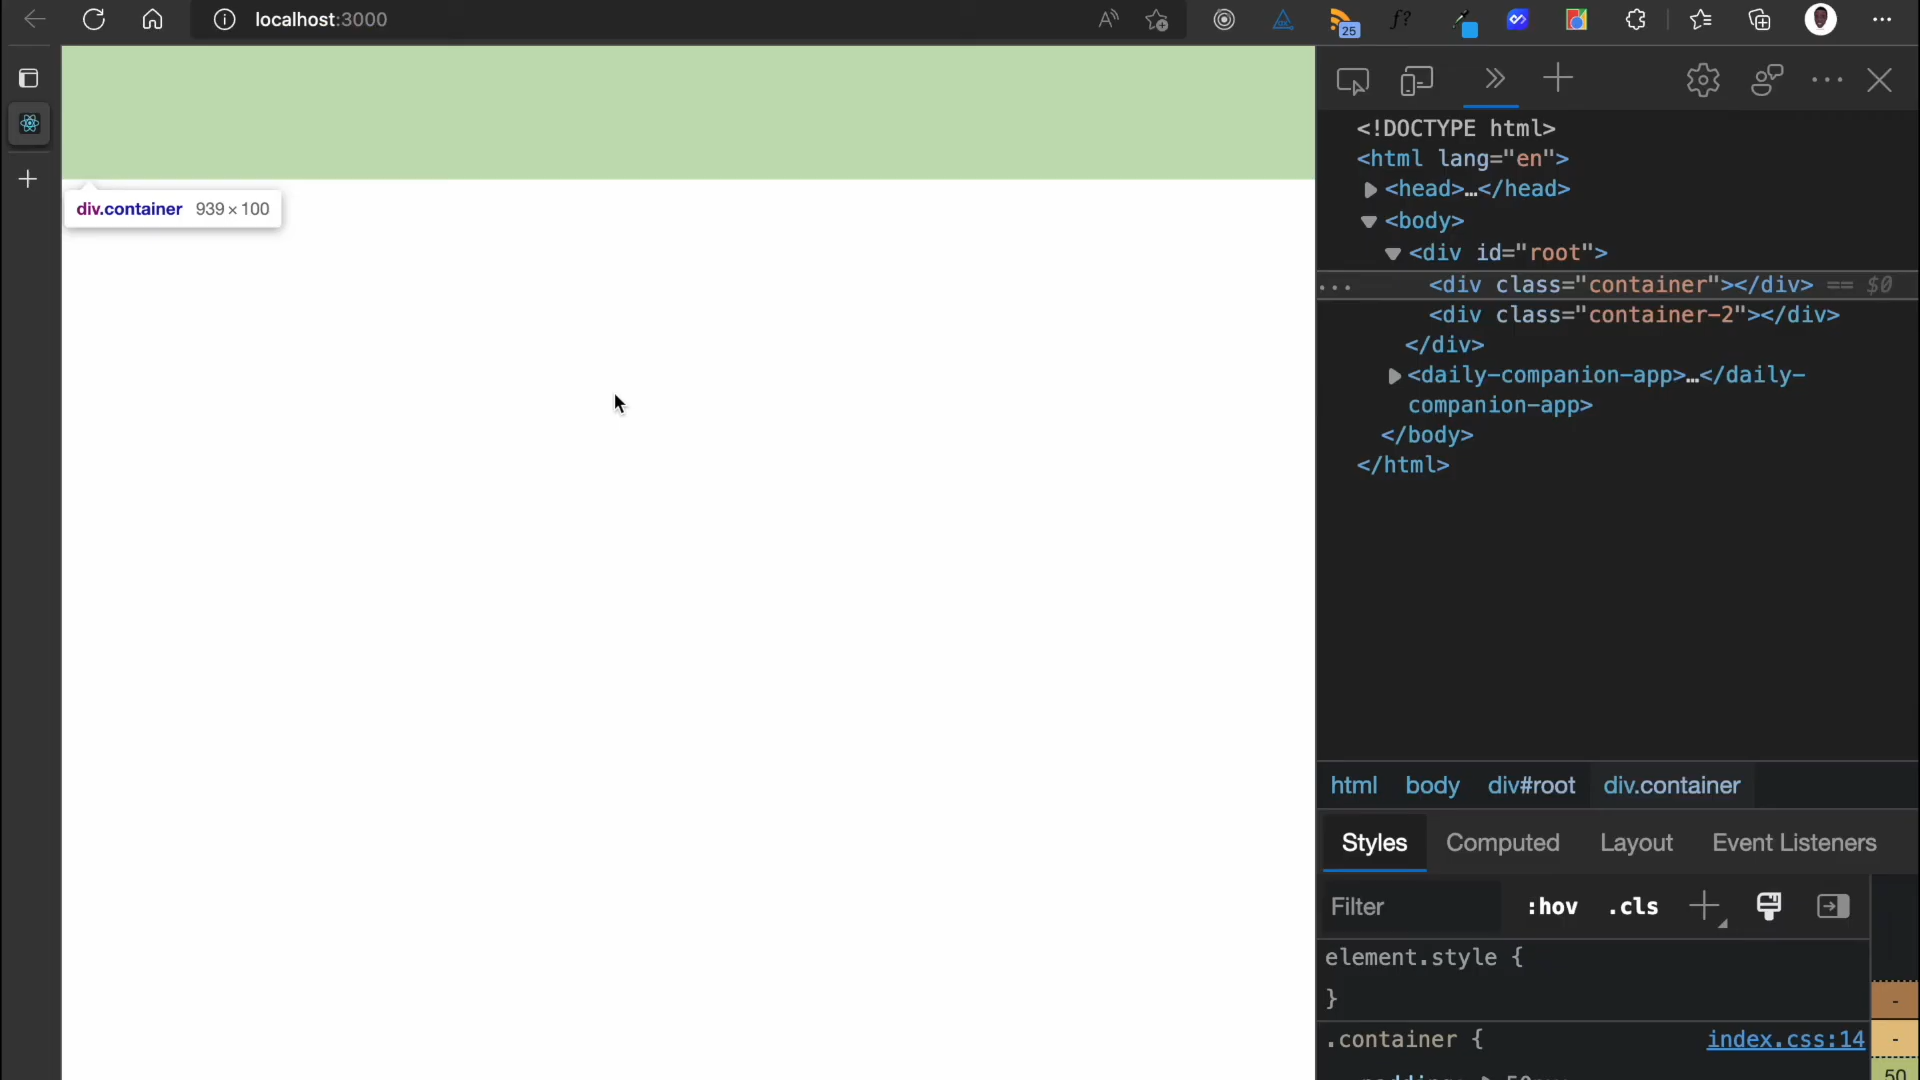 localhost:3000
25
f?
div.container 939 × 100
<!DOCTYPE html>
<html lang="en">
<head>…</head>
<body>
<div id="root">
<div class="container"></div> == $0
<div class="container-2"></div>
</div>
<daily-companion-app>…</daily-
companion-app>
</body>
</html>
html body div#root div.container
Styles Computed Layout Event Listeners
Filter :hov .cls
element.style {
}
-
.container { index.css:14
-
50